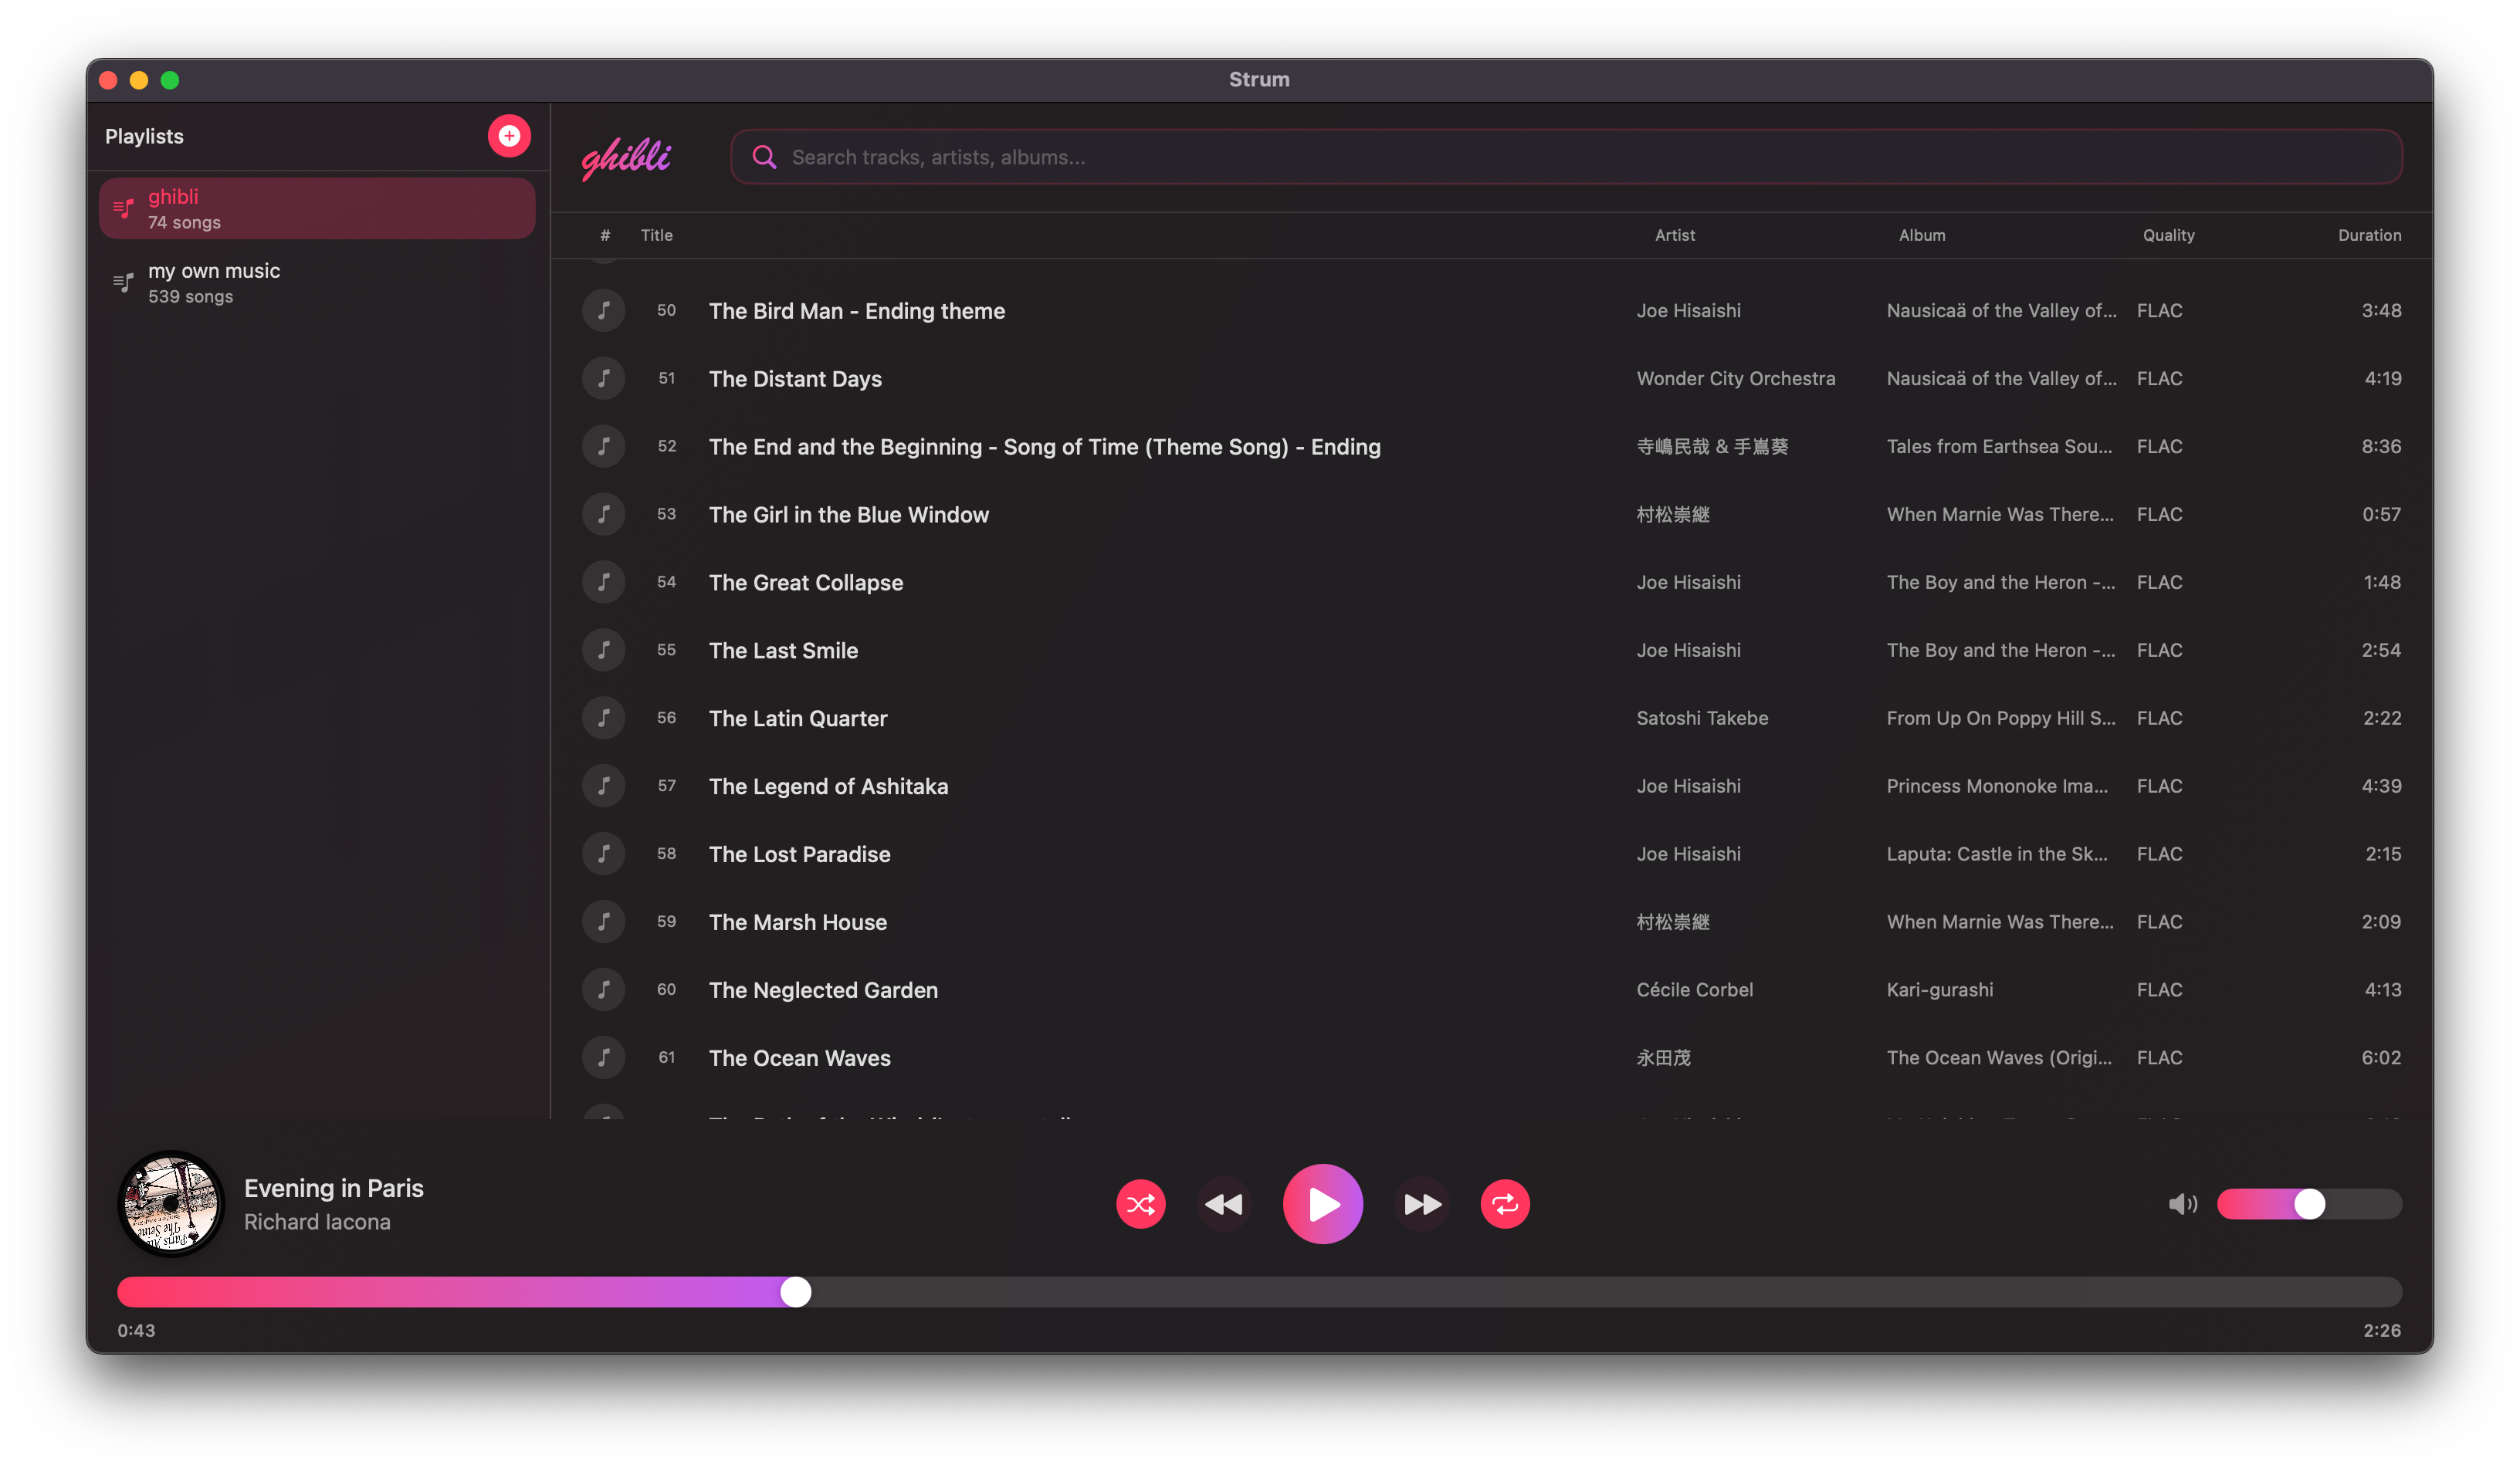 Strum
Playlists
ghibli
74 songs
my own music
539 songs
ghibli
Search tracks, artists, albums...
# Title Artist Album Quality Duration
50 The Bird Man - Ending theme Joe Hisaishi Nausicaä of the Valley of... FLAC 3:48
51 The Distant Days Wonder City Orchestra Nausicaä of the Valley of... FLAC 4:19
52 The End and the Beginning - Song of Time (Theme Song) - Ending 寺嶋民哉 & 手嶌葵 Tales from Earthsea Sou... FLAC 8:36
53 The Girl in the Blue Window 村松崇継 When Marnie Was There... FLAC 0:57
54 The Great Collapse Joe Hisaishi The Boy and the Heron -... FLAC 1:48
55 The Last Smile Joe Hisaishi The Boy and the Heron -... FLAC 2:54
56 The Latin Quarter Satoshi Takebe From Up On Poppy Hill S... FLAC 2:22
57 The Legend of Ashitaka Joe Hisaishi Princess Mononoke Ima... FLAC 4:39
58 The Lost Paradise Joe Hisaishi Laputa: Castle in the Sk... FLAC 2:15
59 The Marsh House 村松崇継 When Marnie Was There... FLAC 2:09
60 The Neglected Garden Cécile Corbel Kari-gurashi FLAC 4:13
61 The Ocean Waves 永田茂 The Ocean Waves (Origi... FLAC 6:02
Evening in Paris
Richard Iacona
The Seine
0:43
2:26